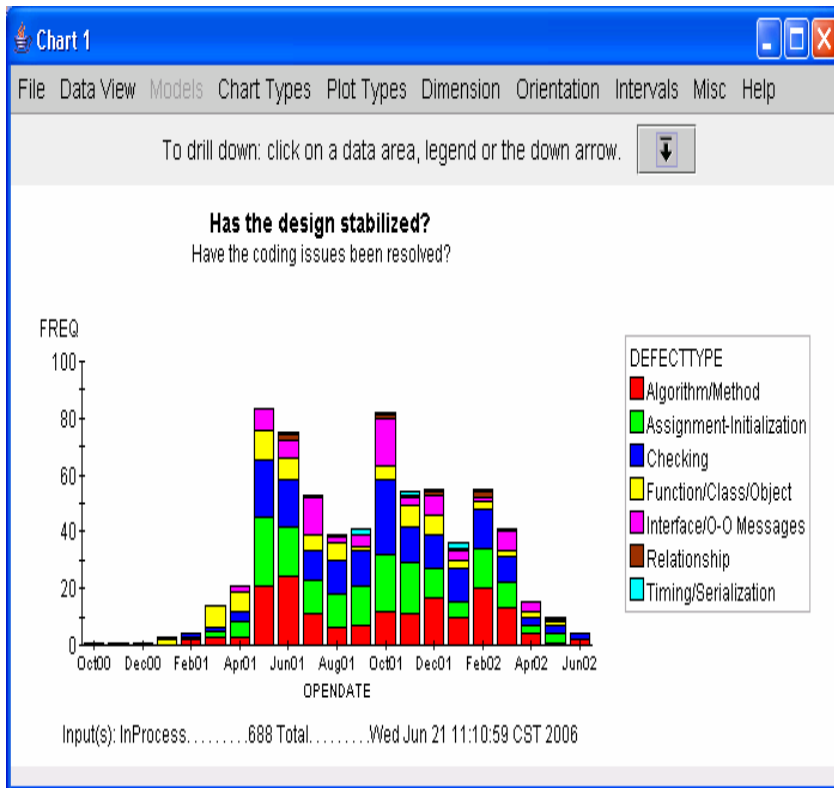 Chart 1
File Data View Models Chart Types Plot Types Dimension Orientation Intervals Misc Help
To drill down: click on a data area, legend or the down arrow.
Has the design stabilized?
Have the coding issues been resolved?
FREQ
100
80
60
40
20
0
Oct00 Dec00 Feb01 Apr01 Jun01 Aug01 Oct01 Dec01 Feb02 Apr02 Jun02
OPENDATE
DEFECTTYPE
Algorithm/Method
Assignment-Initialization
Checking
Function/Class/Object
Interface/O-O Messages
Relationship
Timing/Serialization
Input(s): InProcess.........688 Total.........Wed Jun 21 11:10:59 CST 2006